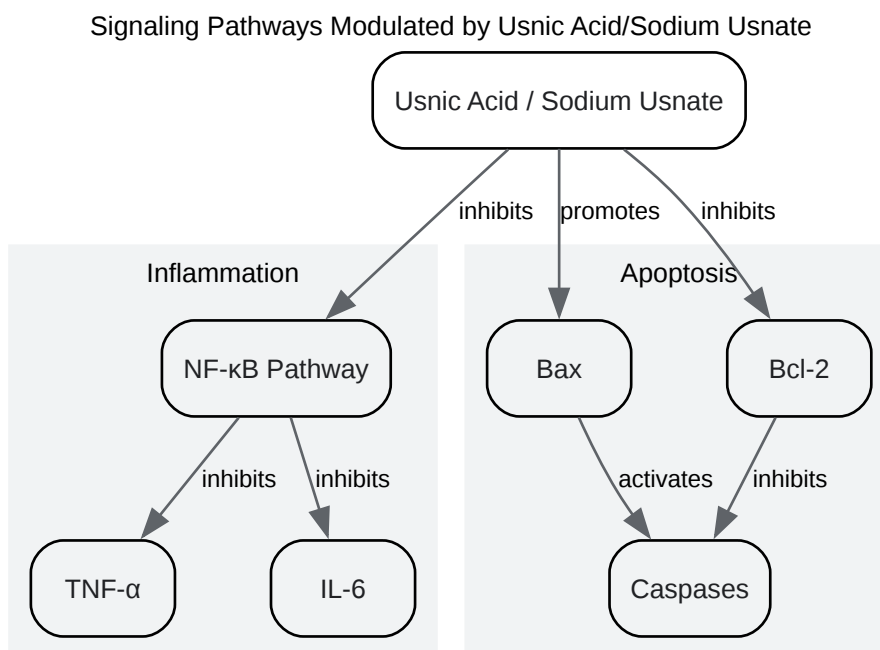 Signaling Pathways Modulated by Usnic Acid/Sodium Usnate
Usnic Acid / Sodium Usnate
inhibits
promotes
inhibits
Inflammation
Apoptosis
NF-κB Pathway
Bax
Bcl-2
inhibits
inhibits
activates
inhibits
TNF-α
IL-6
Caspases